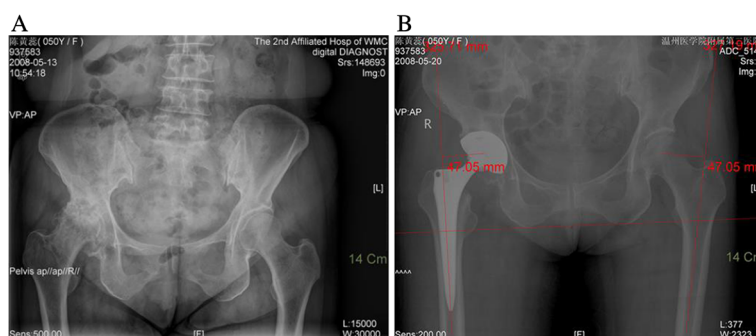 A
陈黄蕊( 050Y / F )
937583
2008-05-13
10:54:18
The 2nd Affiliated Hosp of WMC
digital DIAGNOST
Srs:148693
Img:0
VP:AP
[L]
14 Cm
Pelvis ap//ap//R//
L:15000
W:30000
Sens:500.00
[F]
B
陈黄蕊( 050Y / F )
937583
2008-05-20
ADC_514
VP:AP
R
47.05 mm
47.05 mm
14 Cm
^^^^
L:377
W:2323
Sens:200.00
[F]